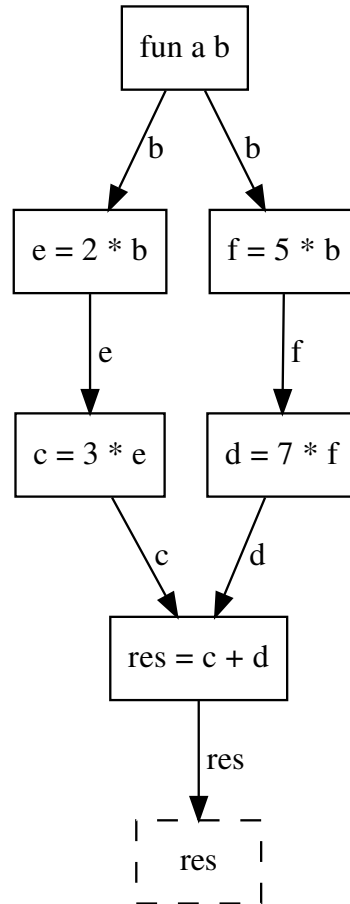 fun a b
b
b
e = 2 * b
f = 5 * b
e
f
c = 3 * e
d = 7 * f
c
d
res = c + d
res
res